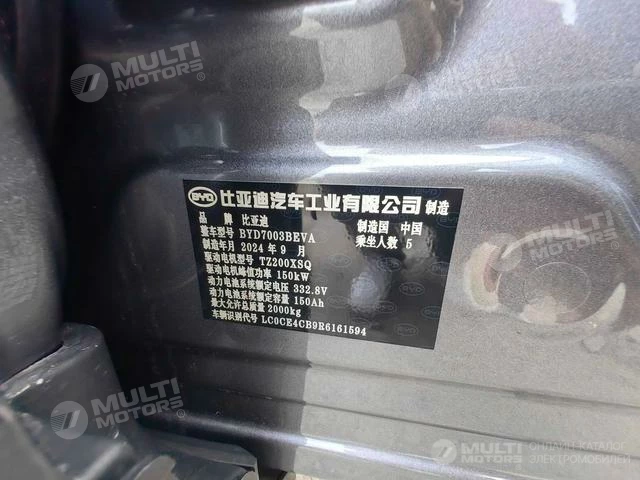 MULTI
MOTORS®
MULTI
MOTORS®
BYD 比亚迪汽车工业有限公司 制造
品 牌 比亚迪 制造国 中国
整车型号 BYD7003BEVA 乘坐人数 5
制造年月 2024 年 9 月
驱动电机型号 TZ200XSQ
驱动电机峰值功率 150kW
动力电池系统额定电压 332.8V
动力电池系统额定容量 150Ah
最大允许总质量 2000kg
车辆识别代号 LC0CE4CB9R6161594
MULTI
MOTORS®
MULTI
MOTORS
ОНЛАЙН-КАТАЛОГ
ЭЛЕКТРОМОБИЛЕЙ